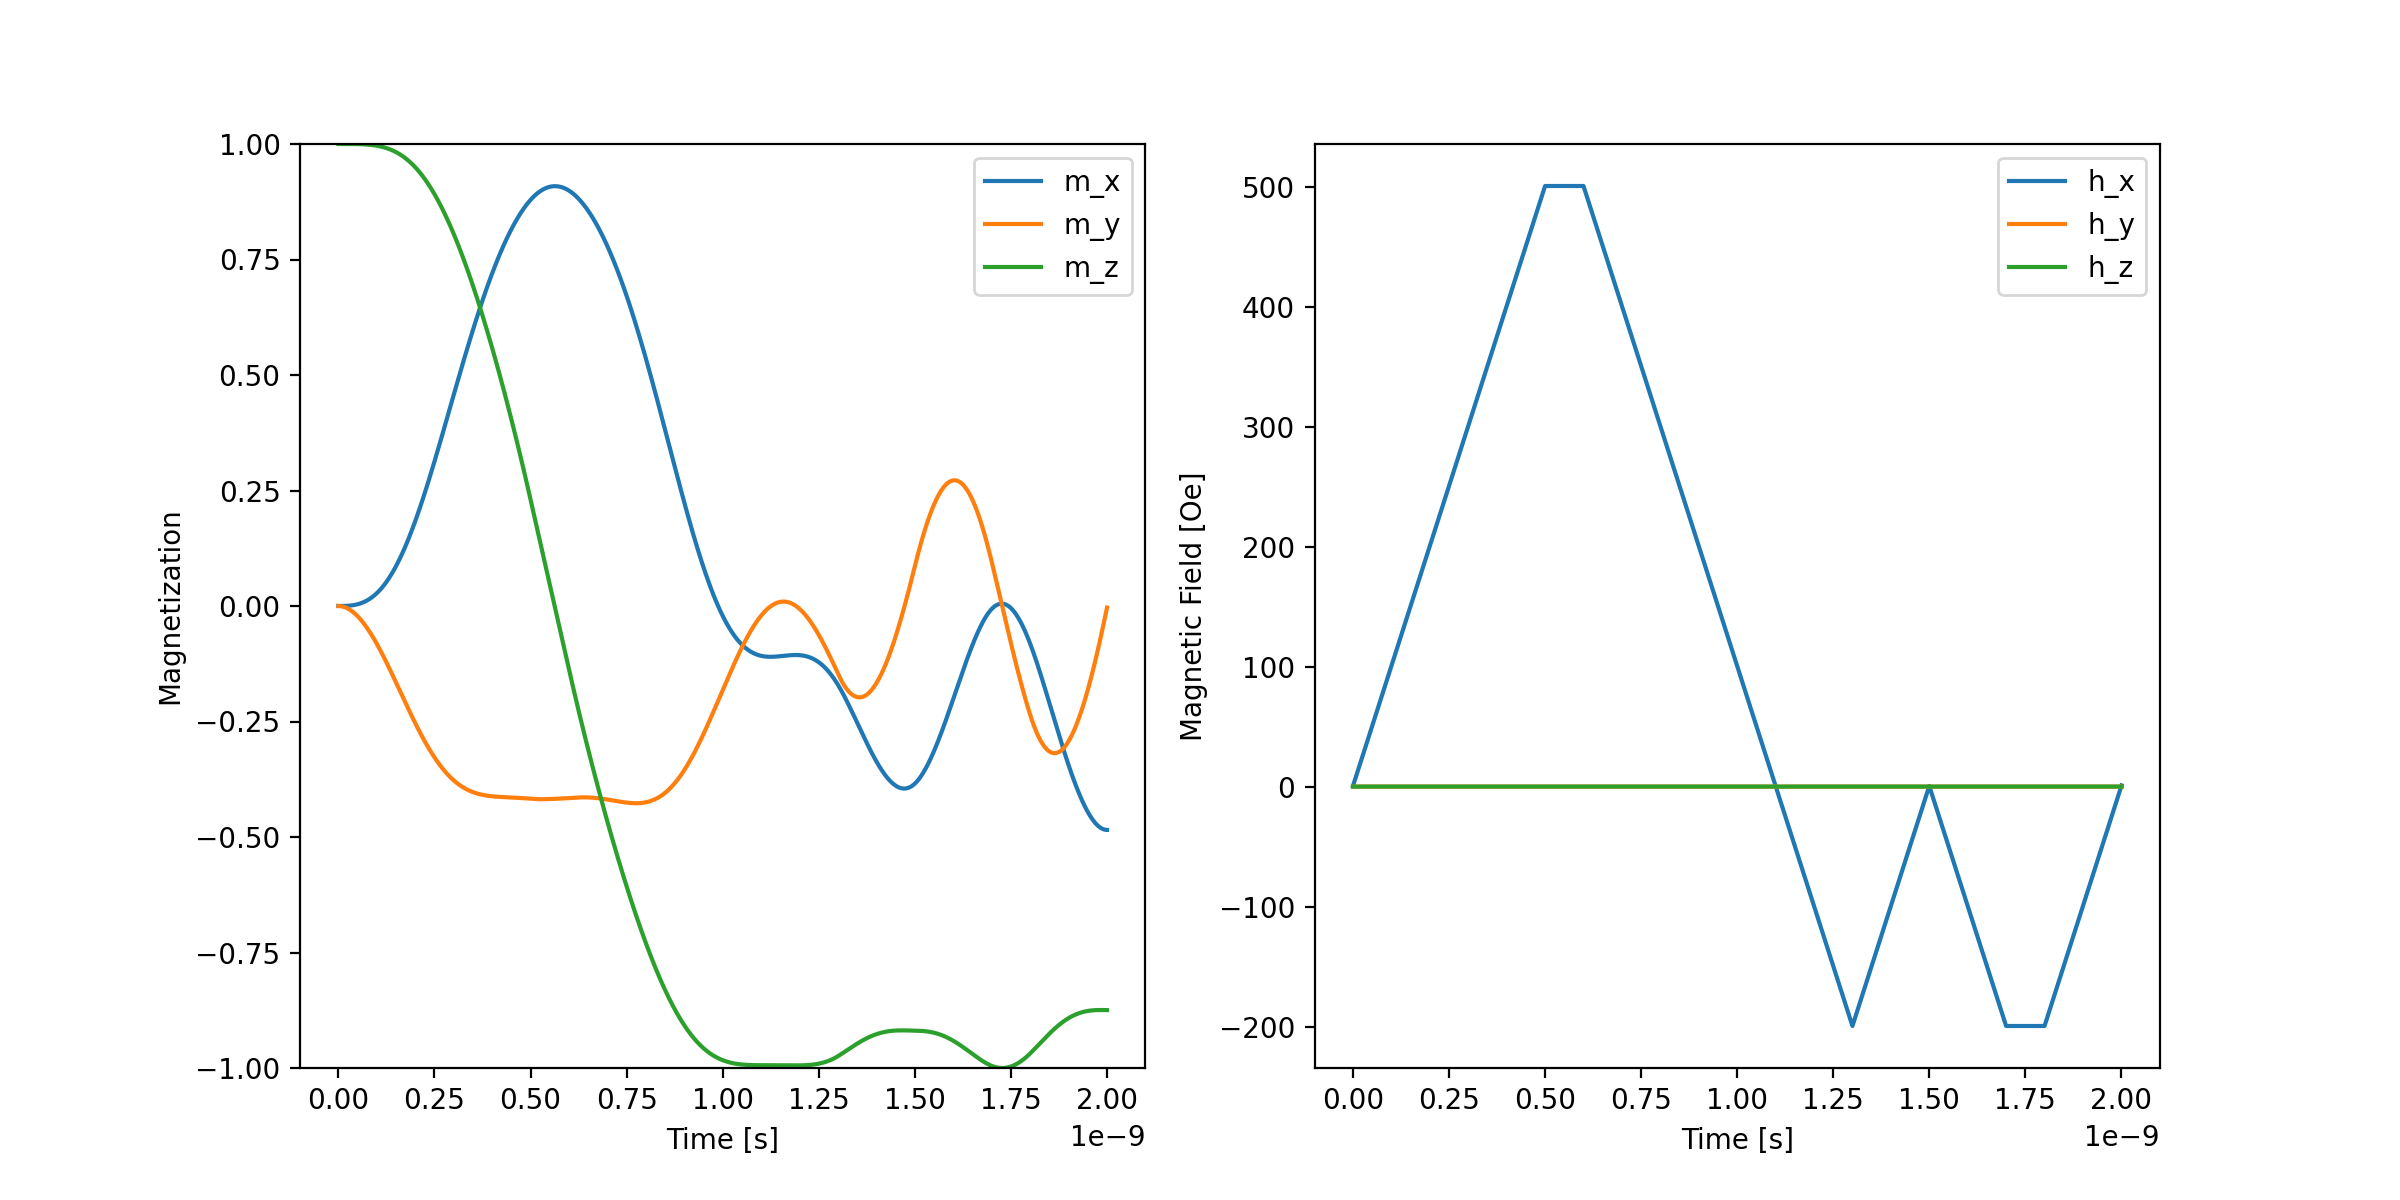 1.00
0.75
0.50
0.25
0.00
−0.25
−0.50
−0.75
−1.00
Magnetization
m_x
m_y
m_z
0.00 0.25 0.50 0.75 1.00 1.25 1.50 1.75 2.00
Time [s]
1e−9
500
400
300
200
100
0
−100
−200
Magnetic Field [Oe]
h_x
h_y
h_z
0.00 0.25 0.50 0.75 1.00 1.25 1.50 1.75 2.00
Time [s]
1e−9